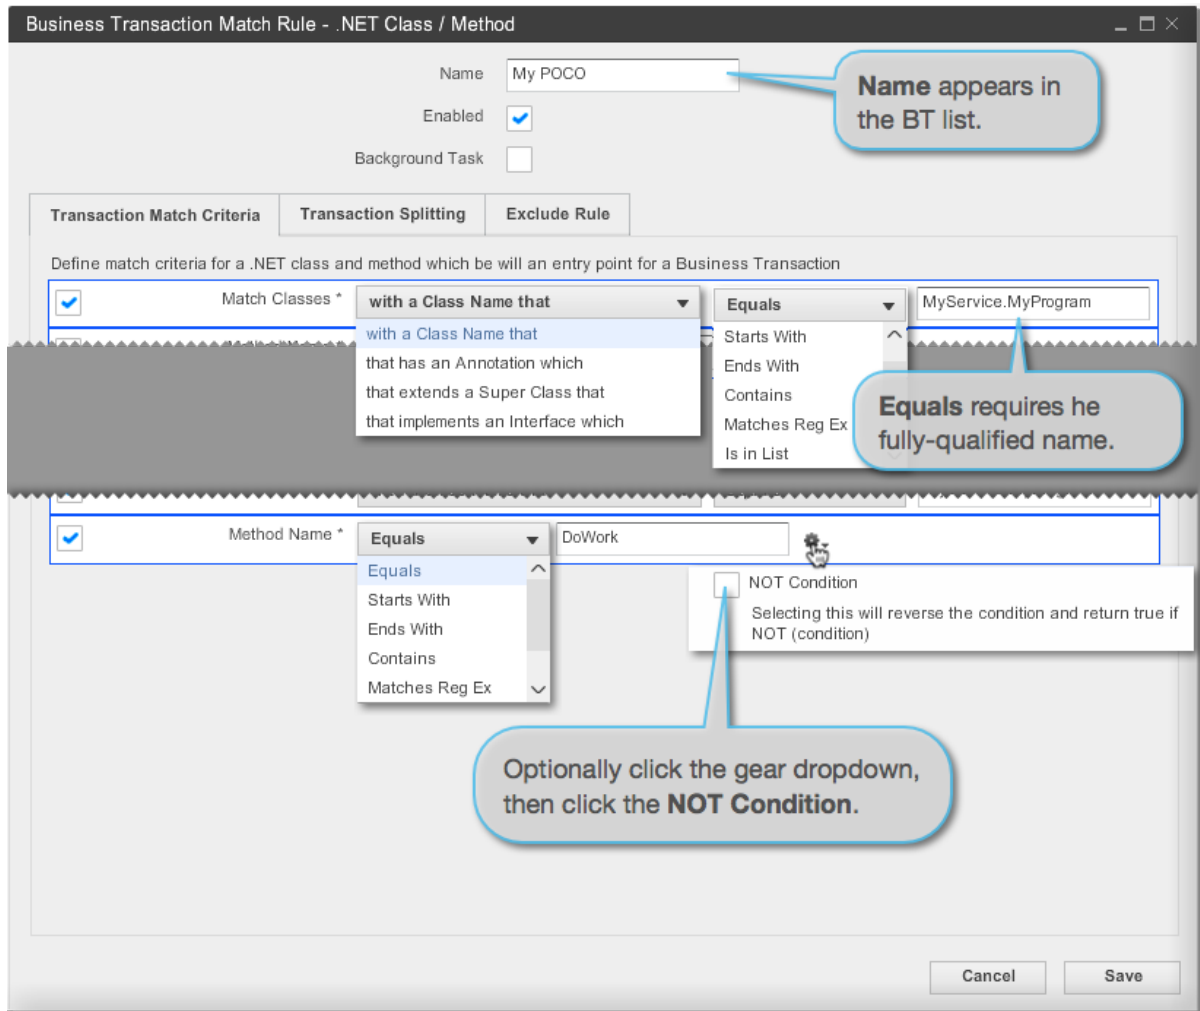 Business Transaction Match Rule - .NET Class / Method
Name
My POCO
Name appears in
the BT list.
Enabled
Background Task
Transaction Match Criteria
Transaction Splitting
Exclude Rule
Define match criteria for a .NET class and method which be will an entry point for a Business Transaction
Match Classes *
with a Class Name that
Equals
MyService.MyProgram
with a Class Name that
that has an Annotation which
that extends a Super Class that
that implements an Interface which
Starts With
Ends With
Contains
Matches Reg Ex
Is in List
Equals requires he
fully-qualified name.
Method Name *
Equals
DoWork
Equals
Starts With
Ends With
Contains
Matches Reg Ex
NOT Condition
Selecting this will reverse the condition and return true if
NOT (condition)
Optionally click the gear dropdown,
then click the NOT Condition.
Cancel
Save